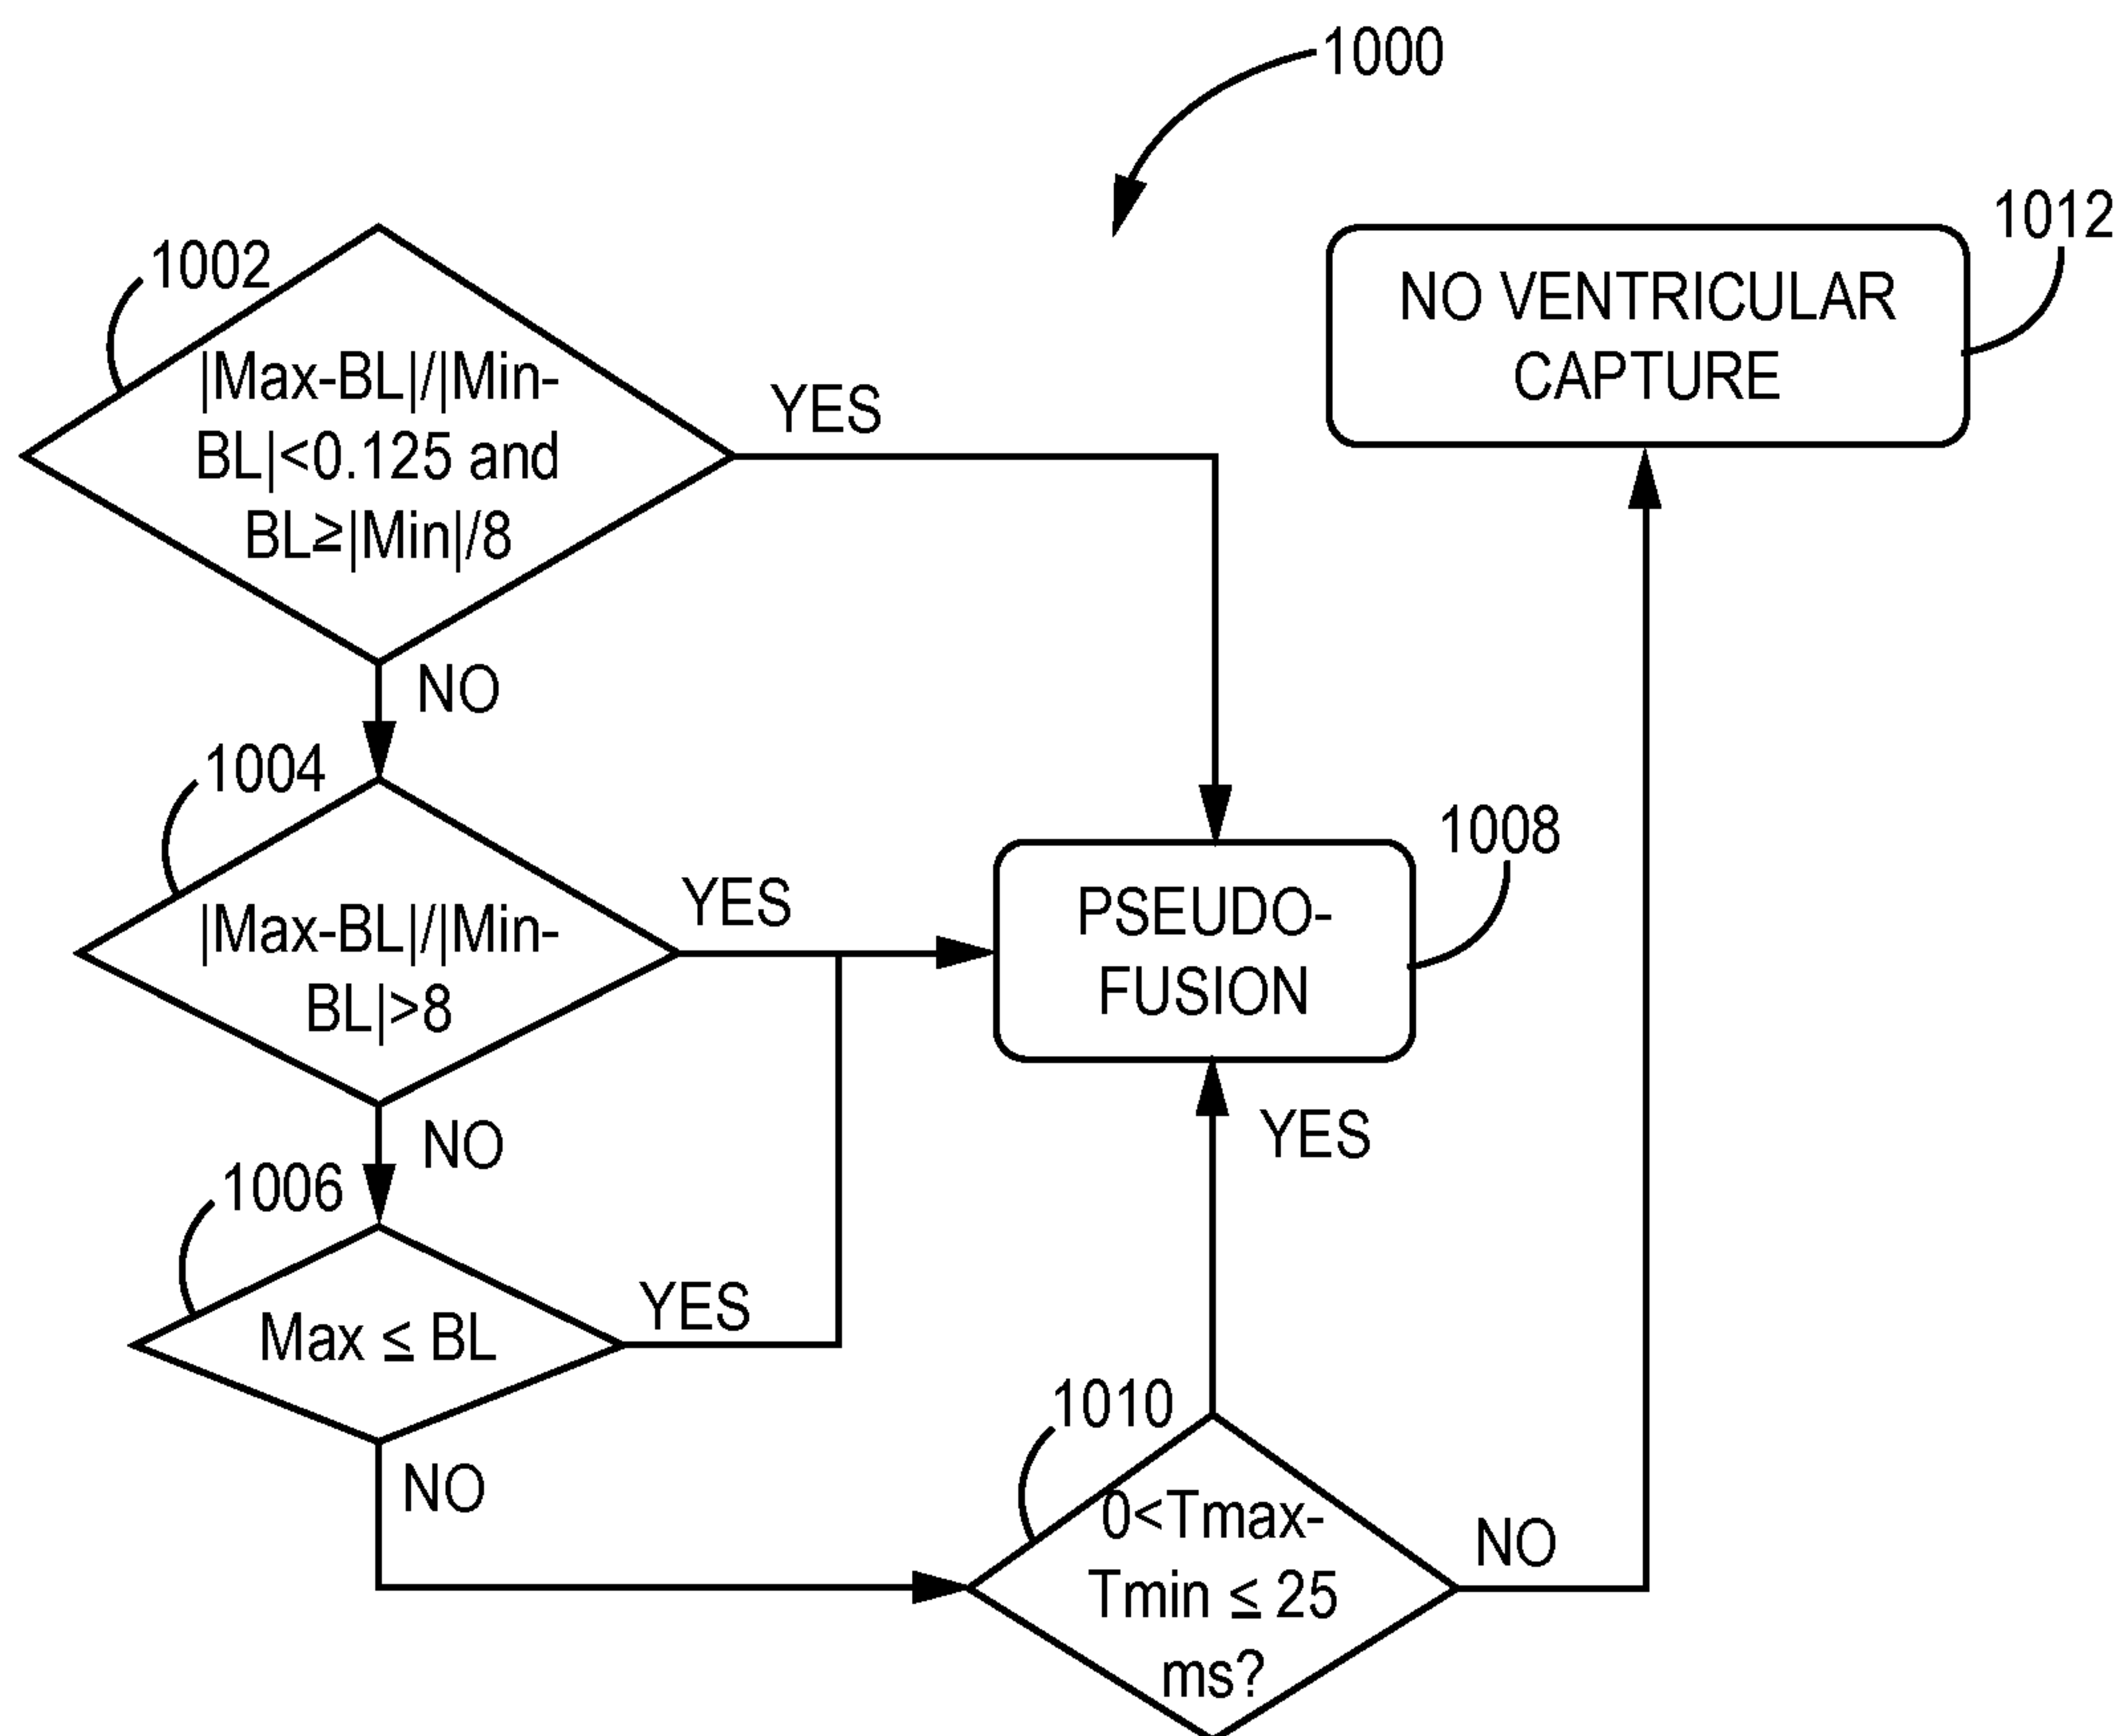 1000
1012
NO VENTRICULAR
CAPTURE
1002
|Max-BL|/|Min-
BL|<0.125 and
BL≥|Min|/8
YES
NO
1004
|Max-BL|/|Min-
BL|>8
YES
1008
PSEUDO-
FUSION
NO
YES
1006
Max ≤ BL
YES
NO
1010
0<Tmax-
Tmin ≤ 25
ms?
NO